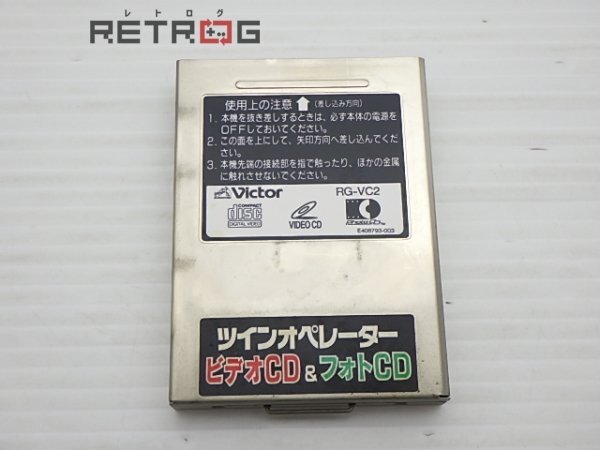 レトログ
RETROG
使用上の注意 (差し込み方向)
1. 本機を抜き差しするときは、必ず本体の電源を
OFFしておいてください。
2. この面を上にして、矢印方向へ差し込んでくだ
さい。
3. 本機先端の接続部を指で触ったり、ほかの金属
に触れさせないでください。
Victor RG-VC2
COMPACT
disc
DIGITAL VIDEO
VIDEO CD
E408793-003
ツインオペレーター
ビデオCD & フォトCD